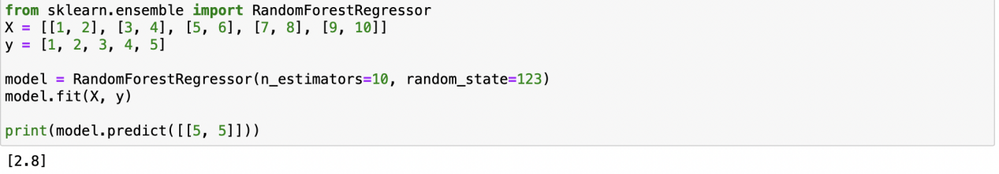 from sklearn.ensemble import RandomForestRegressor
X = [[1, 2], [3, 4], [5, 6], [7, 8], [9, 10]]
y = [1, 2, 3, 4, 5]
model = RandomForestRegressor(n_estimators=10, random_state=123)
model.fit(X, y)
print(model.predict([[5, 5]]))
[2.8]